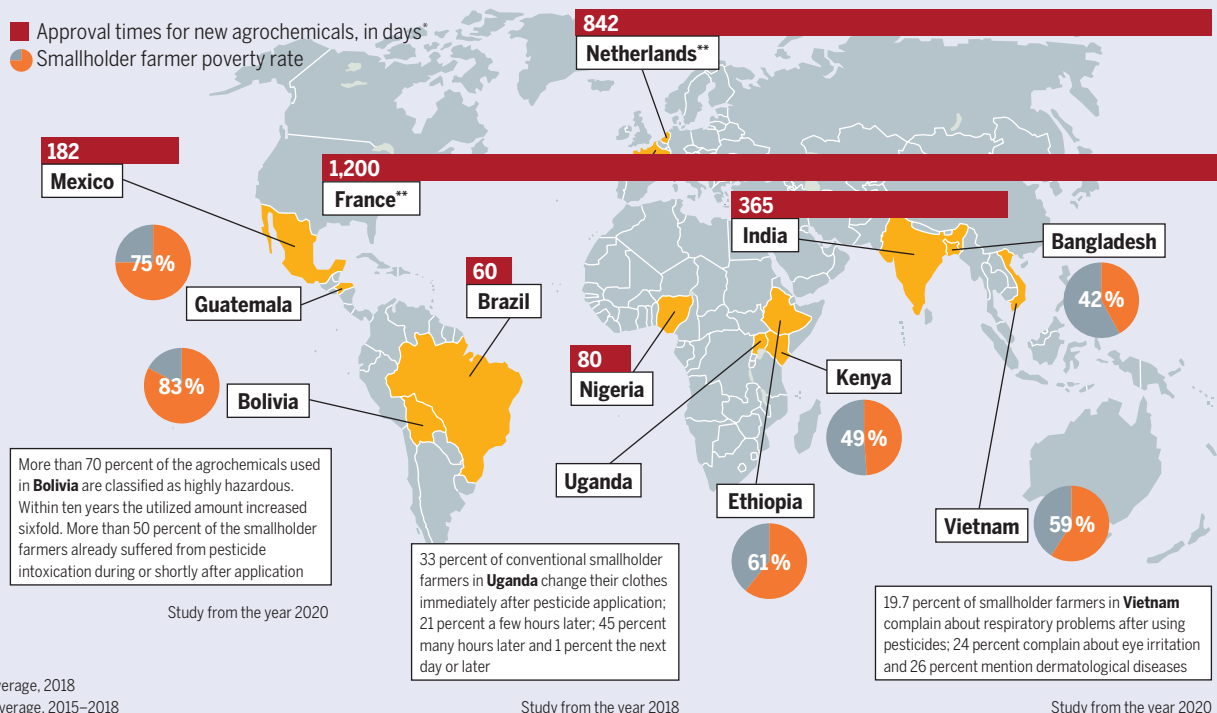 Approval times for new agrochemicals, in days*
Smallholder farmer poverty rate
842
Netherlands**
182
Mexico
1,200
France**
365
India
Bangladesh
42 %
75 %
Guatemala
60
Brazil
80
Nigeria
Kenya
49 %
83 %
Bolivia
Uganda
Ethiopia
61 %
Vietnam
59 %
More than 70 percent of the agrochemicals used
in Bolivia are classified as highly hazardous.
Within ten years the utilized amount increased
sixfold. More than 50 percent of the smallholder
farmers already suffered from pesticide
intoxication during or shortly after application
Study from the year 2020
33 percent of conventional smallholder
farmers in Uganda change their clothes
immediately after pesticide application;
21 percent a few hours later; 45 percent
many hours later and 1 percent the next
day or later
Study from the year 2018
19.7 percent of smallholder farmers in Vietnam
complain about respiratory problems after using
pesticides; 24 percent complain about eye irritation
and 26 percent mention dermatological diseases
Study from the year 2020
verage, 2018
verage, 2015–2018